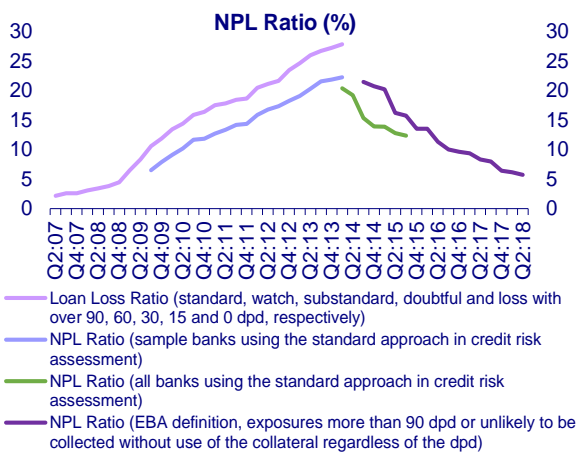 NPL Ratio (%)
30 30
25 25
20 20
15 15
10 10
5 5
0 0
Q2:07
Q4:07
Q2:08
Q4:08
Q2:09
Q4:09
Q2:10
Q4:10
Q2:11
Q4:11
Q2:12
Q4:12
Q2:13
Q4:13
Q2:14
Q4:14
Q2:15
Q4:15
Q2:16
Q4:16
Q2:17
Q4:17
Q2:18
Loan Loss Ratio (standard, watch, substandard, doubtful and loss with
over 90, 60, 30, 15 and 0 dpd, respectively)
NPL Ratio (sample banks using the standard approach in credit risk
assessment)
NPL Ratio (all banks using the standard approach in credit risk
assessment)
NPL Ratio (EBA definition, exposures more than 90 dpd or unlikely to be
collected without use of the collateral regardless of the dpd)